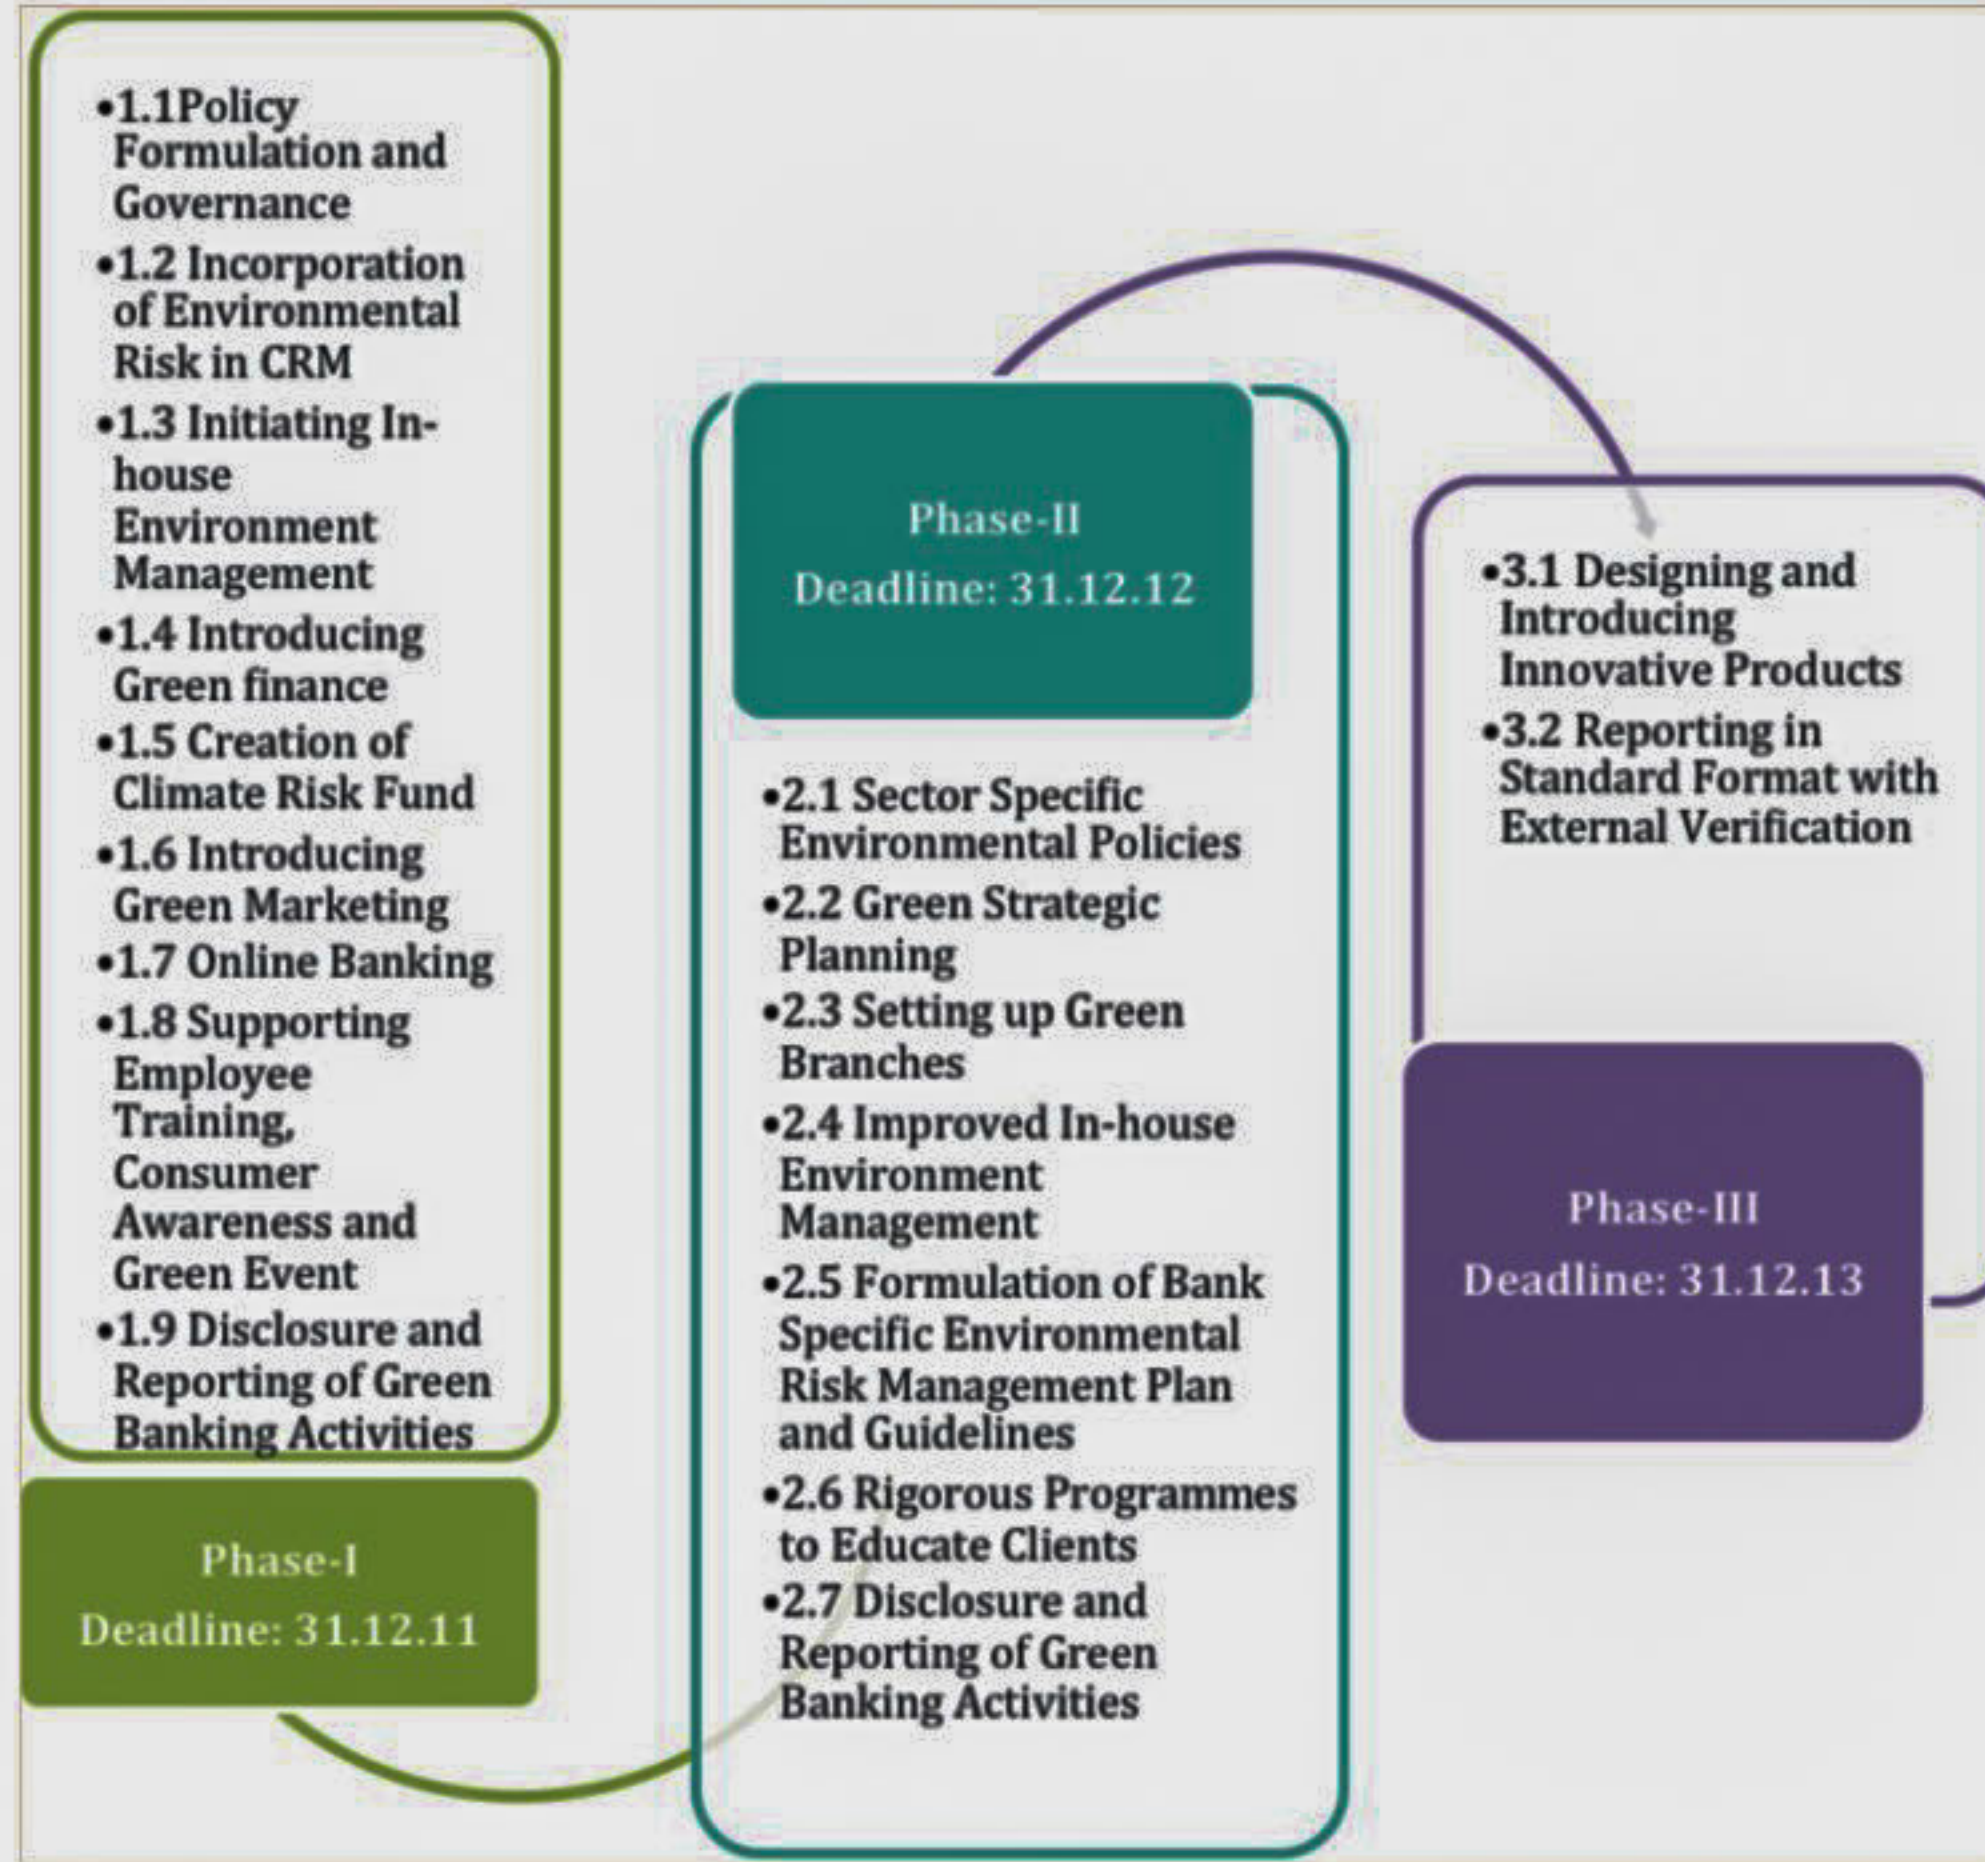 •1.1Policy
Formulation and
Governance
•1.2 Incorporation
of Environmental
Risk in CRM
•1.3 Initiating In-
house
Environment
Management
•1.4 Introducing
Green finance
•1.5 Creation of
Climate Risk Fund
•1.6 Introducing
Green Marketing
•1.7 Online Banking
•1.8 Supporting
Employee
Training,
Consumer
Awareness and
Green Event
•1.9 Disclosure and
Reporting of Green
Banking Activities
Phase-I
Deadline: 31.12.11
Phase-II
Deadline: 31.12.12
•2.1 Sector Specific
Environmental Policies
•2.2 Green Strategic
Planning
•2.3 Setting up Green
Branches
•2.4 Improved In-house
Environment
Management
•2.5 Formulation of Bank
Specific Environmental
Risk Management Plan
and Guidelines
•2.6 Rigorous Programmes
to Educate Clients
•2.7 Disclosure and
Reporting of Green
Banking Activities
•3.1 Designing and
Introducing
Innovative Products
•3.2 Reporting in
Standard Format with
External Verification
Phase-III
Deadline: 31.12.13